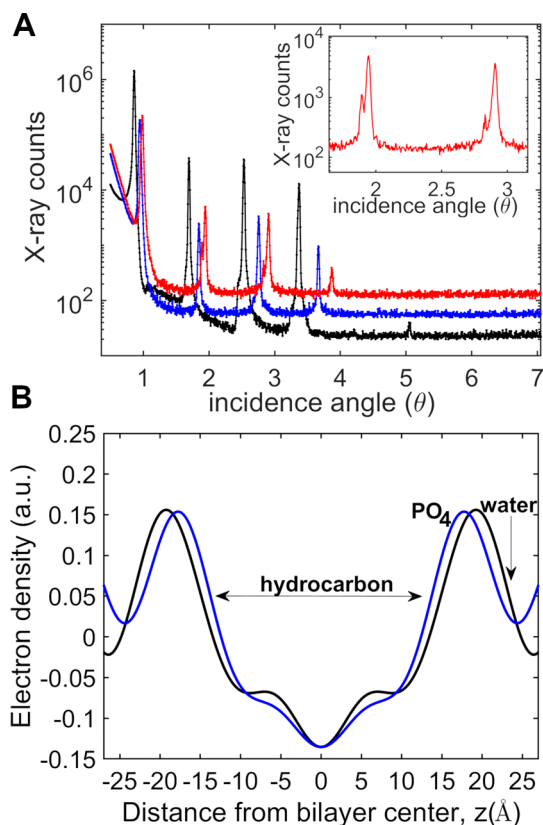 A
X-ray counts
10^6
10^4
10^2
1 2 3 4 5 6 7
incidence angle (θ)
X-ray counts
10^4
10^3
10^2
2 2.5 3
incidence angle (θ)
B
Electron density (a.u.)
0.25
0.2
0.15
0.1
0.05
0
-0.05
-0.1
-0.15
PO4
water
hydrocarbon
-25 -20 -15 -10 -5 0 5 10 15 20 25
Distance from bilayer center, z(Å)